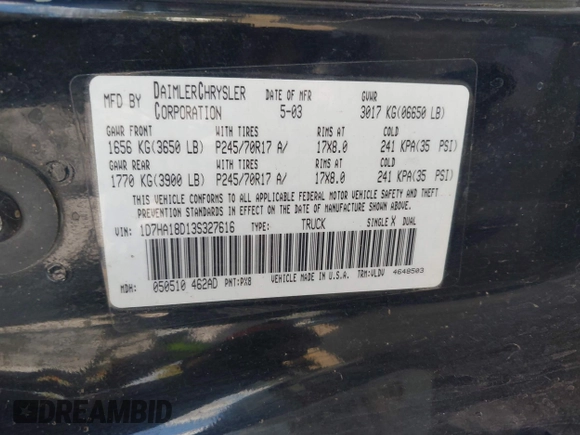 MFD BY DAIMLERCHRYSLER CORPORATION DATE OF MFR 5-03 GVWR 3017 KG(06650 LB)
GAWR FRONT WITH TIRES RIMS AT COLD
1656 KG(3650 LB) P245/70R17 A/ 17X8.0 241 KPA(35 PSI)
GAWR REAR WITH TIRES RIMS AT COLD
1770 KG(3900 LB) P245/70R17 A/ 17X8.0 241 KPA(35 PSI)
THIS VEHICLE CONFORMS TO ALL APPLICABLE FEDERAL MOTOR VEHICLE SAFETY AND THEFT
PREVENTION STANDARDS IN EFFECT ON THE DATE OF MANUFACTURE SHOWN ABOVE.
VIN: 1D7HA18D13S327616 TYPE: TRUCK SINGLE X DUAL
MDH: 050510 462AD PNT:PX8 VEHICLE MADE IN U.S.A. TRM:VLDV 4648503
DREAMBID